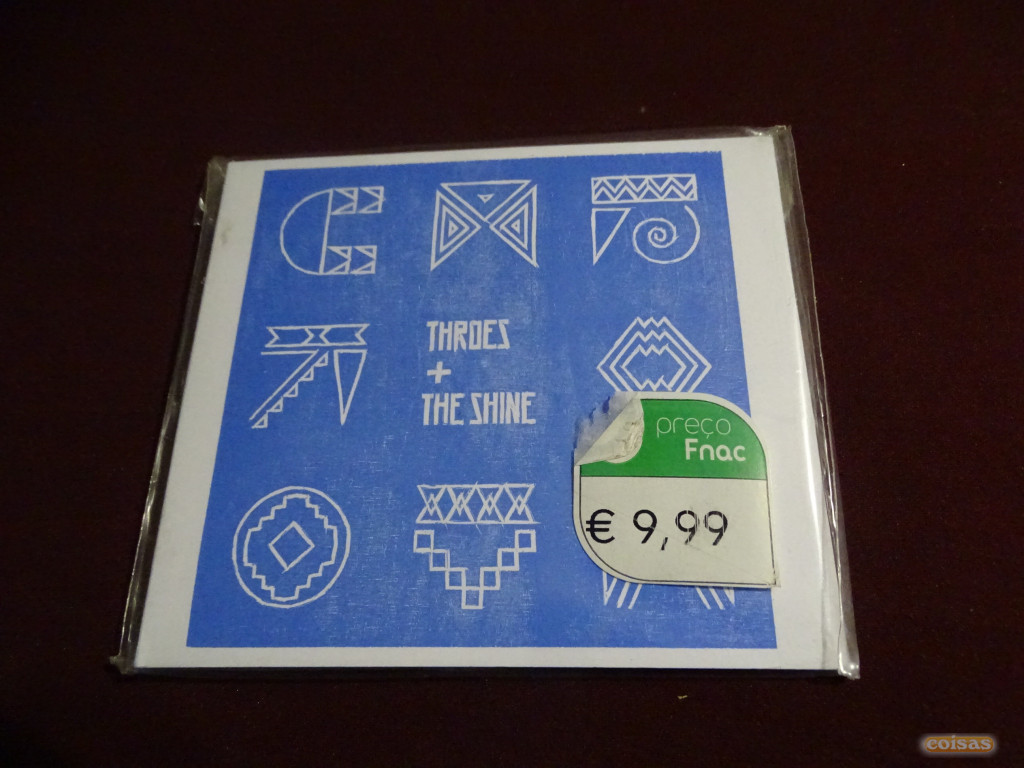 THROES
+
THE SHINE
preço
Fnac
€ 9,99
coisas